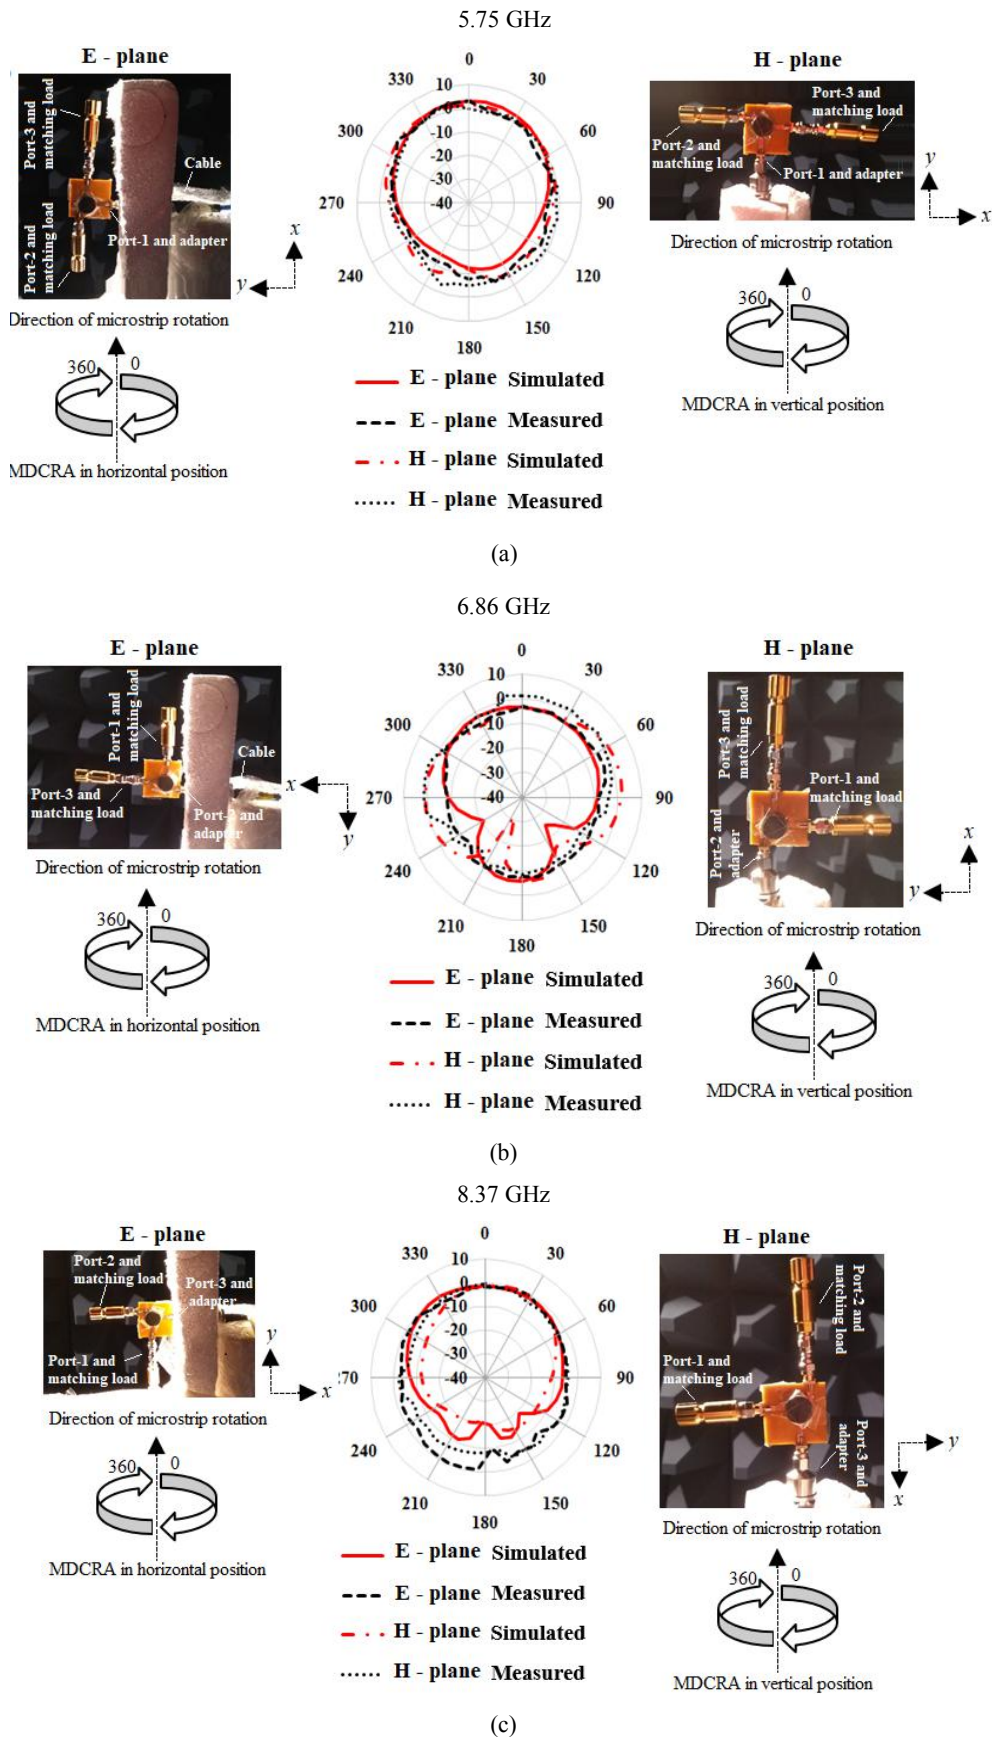 5.75 GHz
E - plane
Port-3 and
matching load
Port-2 and
matching load
Cable
Port-1 and adapter
x
y
Direction of microstrip rotation
360
0
MDCRA in horizontal position
0
30
60
90
120
150
180
210
240
270
300
330
10
0
-10
-20
-30
-40
E - plane Simulated
E - plane Measured
H - plane Simulated
H - plane Measured
H - plane
Port-3 and
matching load
Port-2 and
matching load
Port-1 and adapter
y
x
Direction of microstrip rotation
360
0
MDCRA in vertical position
(a)
6.86 GHz
E - plane
Port-1 and
matching load
Port-3 and
matching load
Cable
Port-2 and
adapter
x
y
Direction of microstrip rotation
360
0
MDCRA in horizontal position
0
30
60
90
120
150
180
210
240
270
300
330
10
0
-10
-20
-30
-40
E - plane Simulated
E - plane Measured
H - plane Simulated
H - plane Measured
H - plane
Port-3 and
matching load
Port-1 and
matching load
Port-2 and
adapter
x
y
Direction of microstrip rotation
360
0
MDCRA in vertical position
(b)
8.37 GHz
E - plane
Port-2 and
matching load
Port-3 and
adapter
Port-1 and
matching load
y
x
Direction of microstrip rotation
360
0
MDCRA in horizontal position
0
30
60
90
120
150
180
210
240
270
300
330
10
0
-10
-20
-30
-40
E - plane Simulated
E - plane Measured
H - plane Simulated
H - plane Measured
H - plane
Port-2 and
matching load
Port-1 and
matching load
Port-3 and
adapter
y
x
Direction of microstrip rotation
360
0
MDCRA in vertical position
(c)